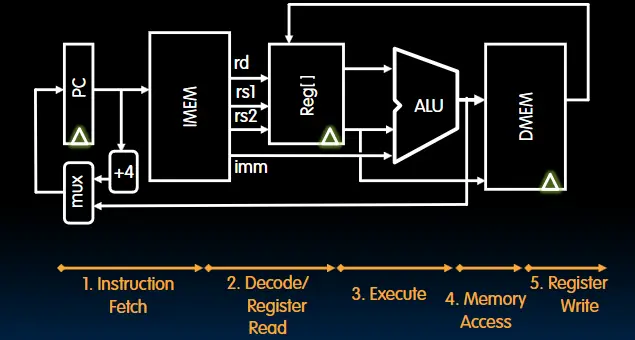 PC
IMEM
rd
rs1
rs2
imm
Reg[ ]
ALU
DMEM
+4
mux
1. Instruction
Fetch
2. Decode/
Register
Read
3. Execute
4. Memory
Access
5. Register
Write